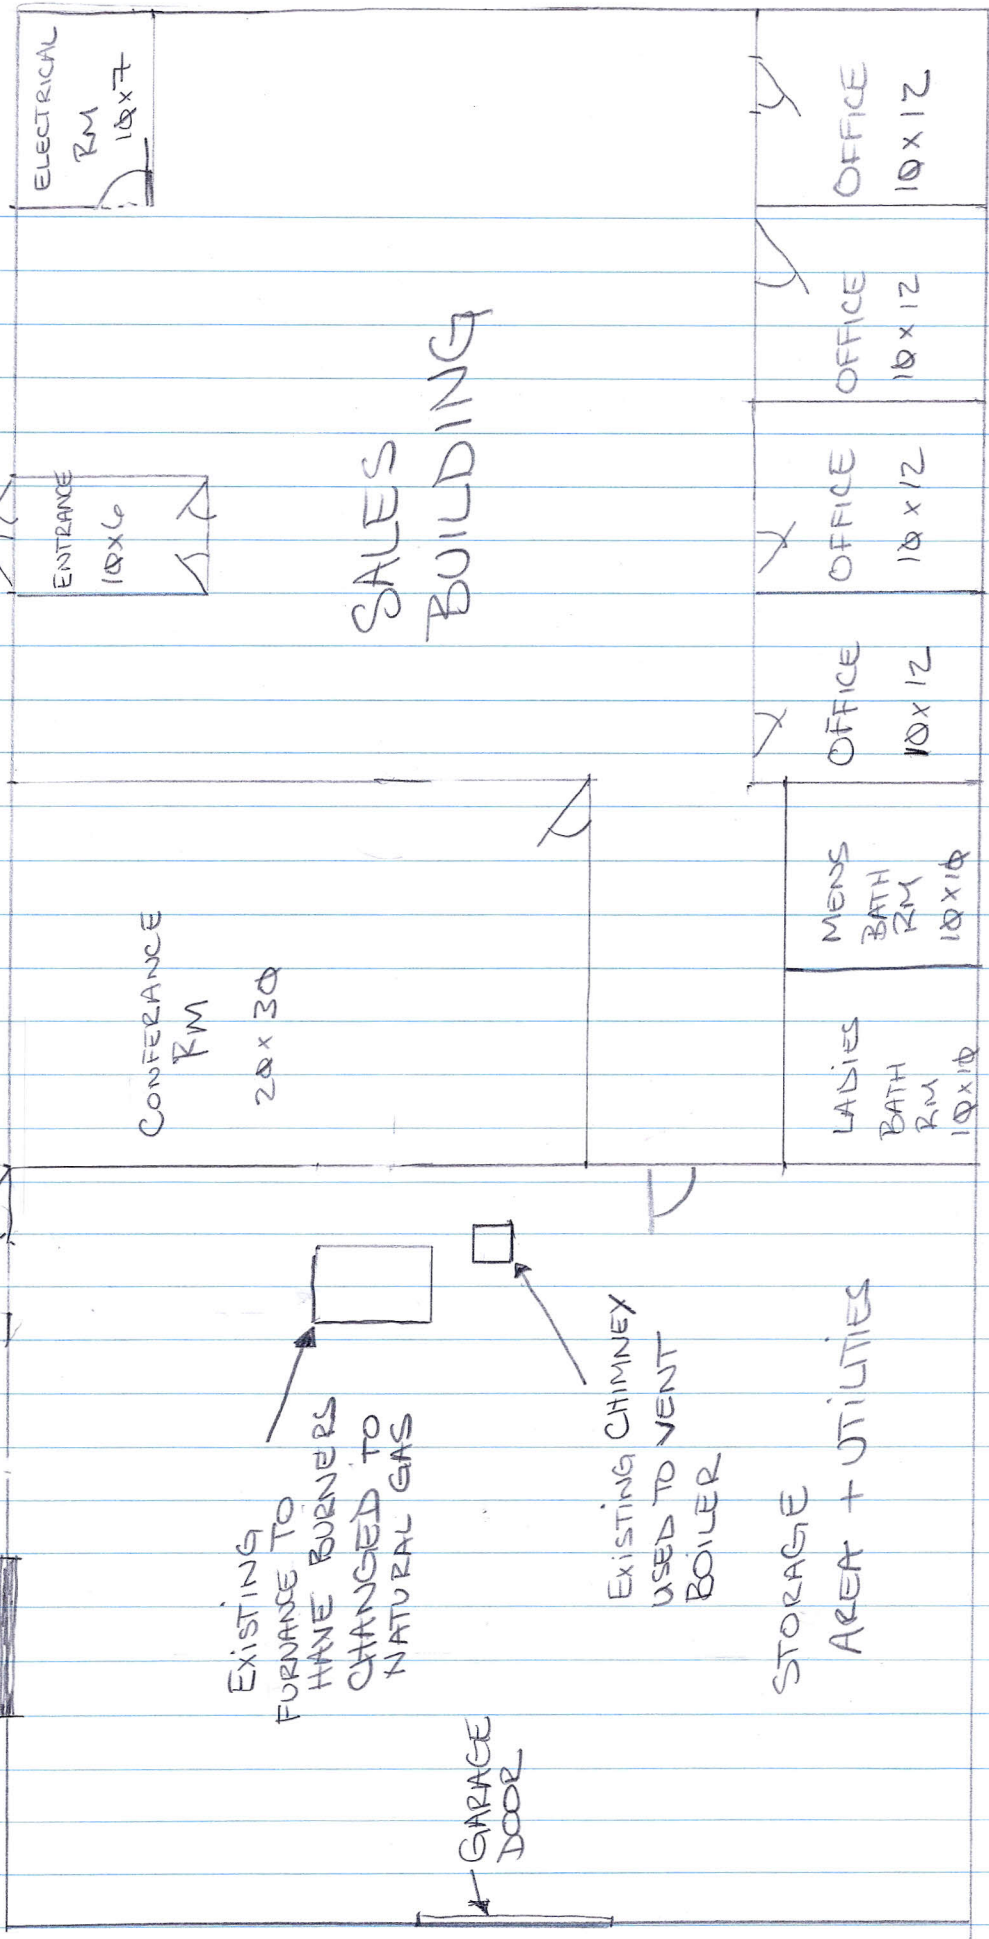 ELECTRICAL
RM
10x7
ENTRANCE
10x6
SALES
BUILDING
OFFICE
10x12
OFFICE
10x12
OFFICE
10x12
OFFICE
10x12
CONFERANCE
RM
20x30
MENS
BATH
RM
10x10
LADIES
BATH
RM
10x10
EXISTING
FURNANCE TO
HAVE BURNERS
CHANGED TO
NATURAL GAS
EXISTING CHIMNEY
USED TO VENT
BOILER
STORAGE
AREA + UTILITIES
GARAGE
DOOR